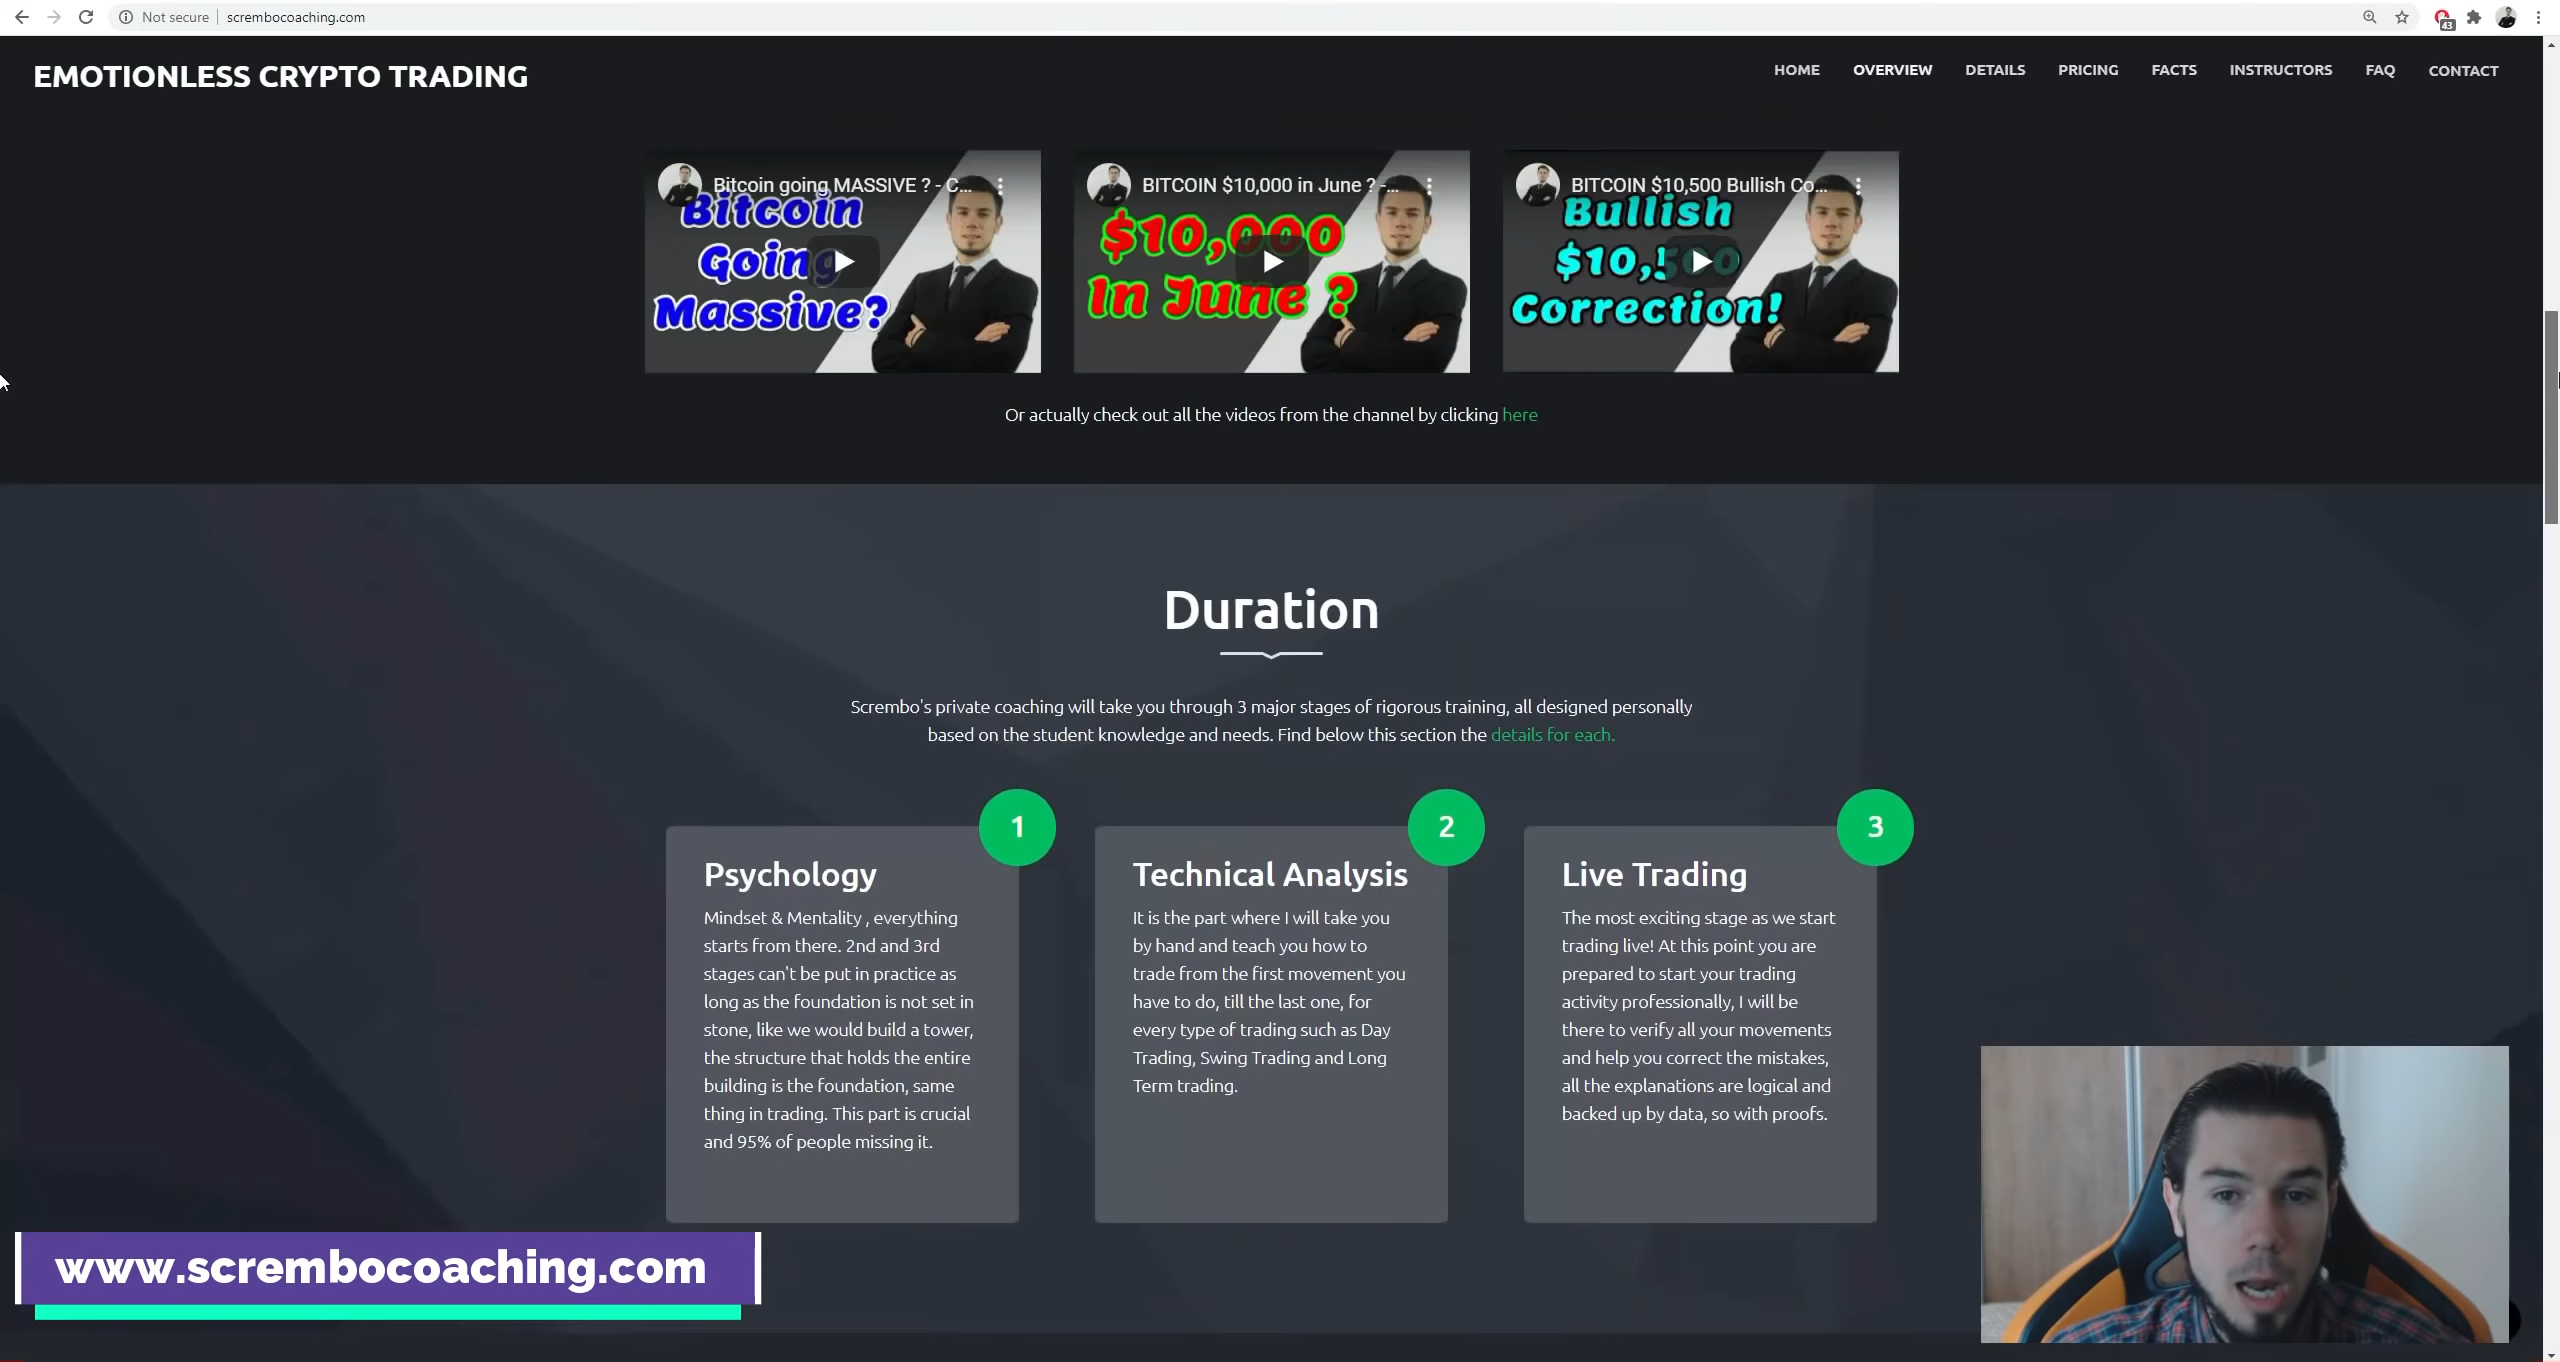 Not secure scrembocoaching.com
43
EMOTIONLESS CRYPTO TRADING
HOME OVERVIEW DETAILS PRICING FACTS INSTRUCTORS FAQ CONTACT
Bitcoin going MASSIVE ? - C...
Bitcoin
Going
Massive?
BITCOIN $10,000 in June ? -...
$10,000
In June ?
BITCOIN $10,500 Bullish Co...
Bullish
$10,500
Correction!
Or actually check out all the videos from the channel by clicking here
Duration
Scrembo's private coaching will take you through 3 major stages of rigorous training, all designed personally
based on the student knowledge and needs. Find below this section the details for each.
1
Psychology
Mindset & Mentality , everything
starts from there. 2nd and 3rd
stages can't be put in practice as
long as the foundation is not set in
stone, like we would build a tower,
the structure that holds the entire
building is the foundation, same
thing in trading. This part is crucial
and 95% of people missing it.
2
Technical Analysis
It is the part where I will take you
by hand and teach you how to
trade from the first movement you
have to do, till the last one, for
every type of trading such as Day
Trading, Swing Trading and Long
Term trading.
3
Live Trading
The most exciting stage as we start
trading live! At this point you are
prepared to start your trading
activity professionally, I will be
there to verify all your movements
and help you correct the mistakes,
all the explanations are logical and
backed up by data, so with proofs.
www.scrembocoaching.com